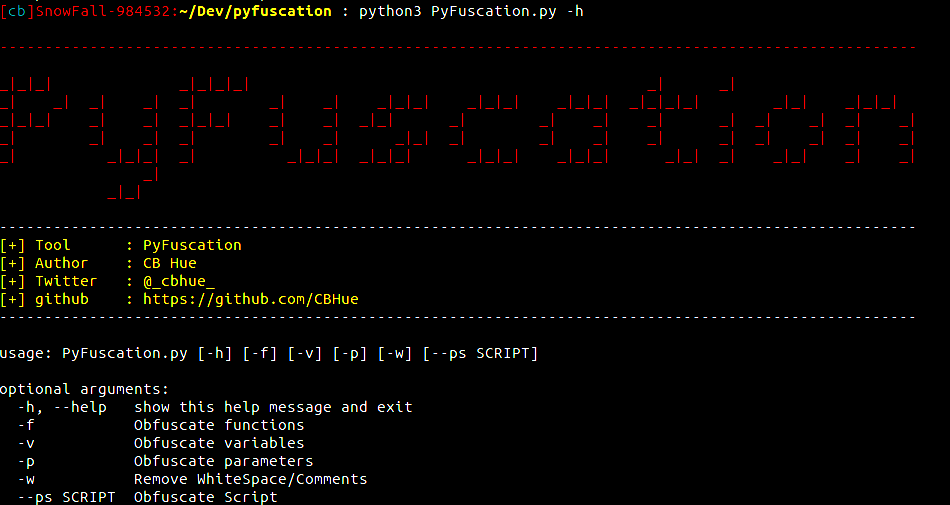 [cb]SnowFall-984532:~/Dev/pyfuscation : python3 PyFuscation.py -h
PyFuscation
[+] Tool      : PyFuscation
[+] Author    : CB Hue
[+] Twitter   : @_cbhue_
[+] github    : https://github.com/CBHue
usage: PyFuscation.py [-h] [-f] [-v] [-p] [-w] [--ps SCRIPT]
optional arguments:
  -h, --help   show this help message and exit
  -f           Obfuscate functions
  -v           Obfuscate variables
  -p           Obfuscate parameters
  -w           Remove WhiteSpace/Comments
  --ps SCRIPT  Obfuscate Script